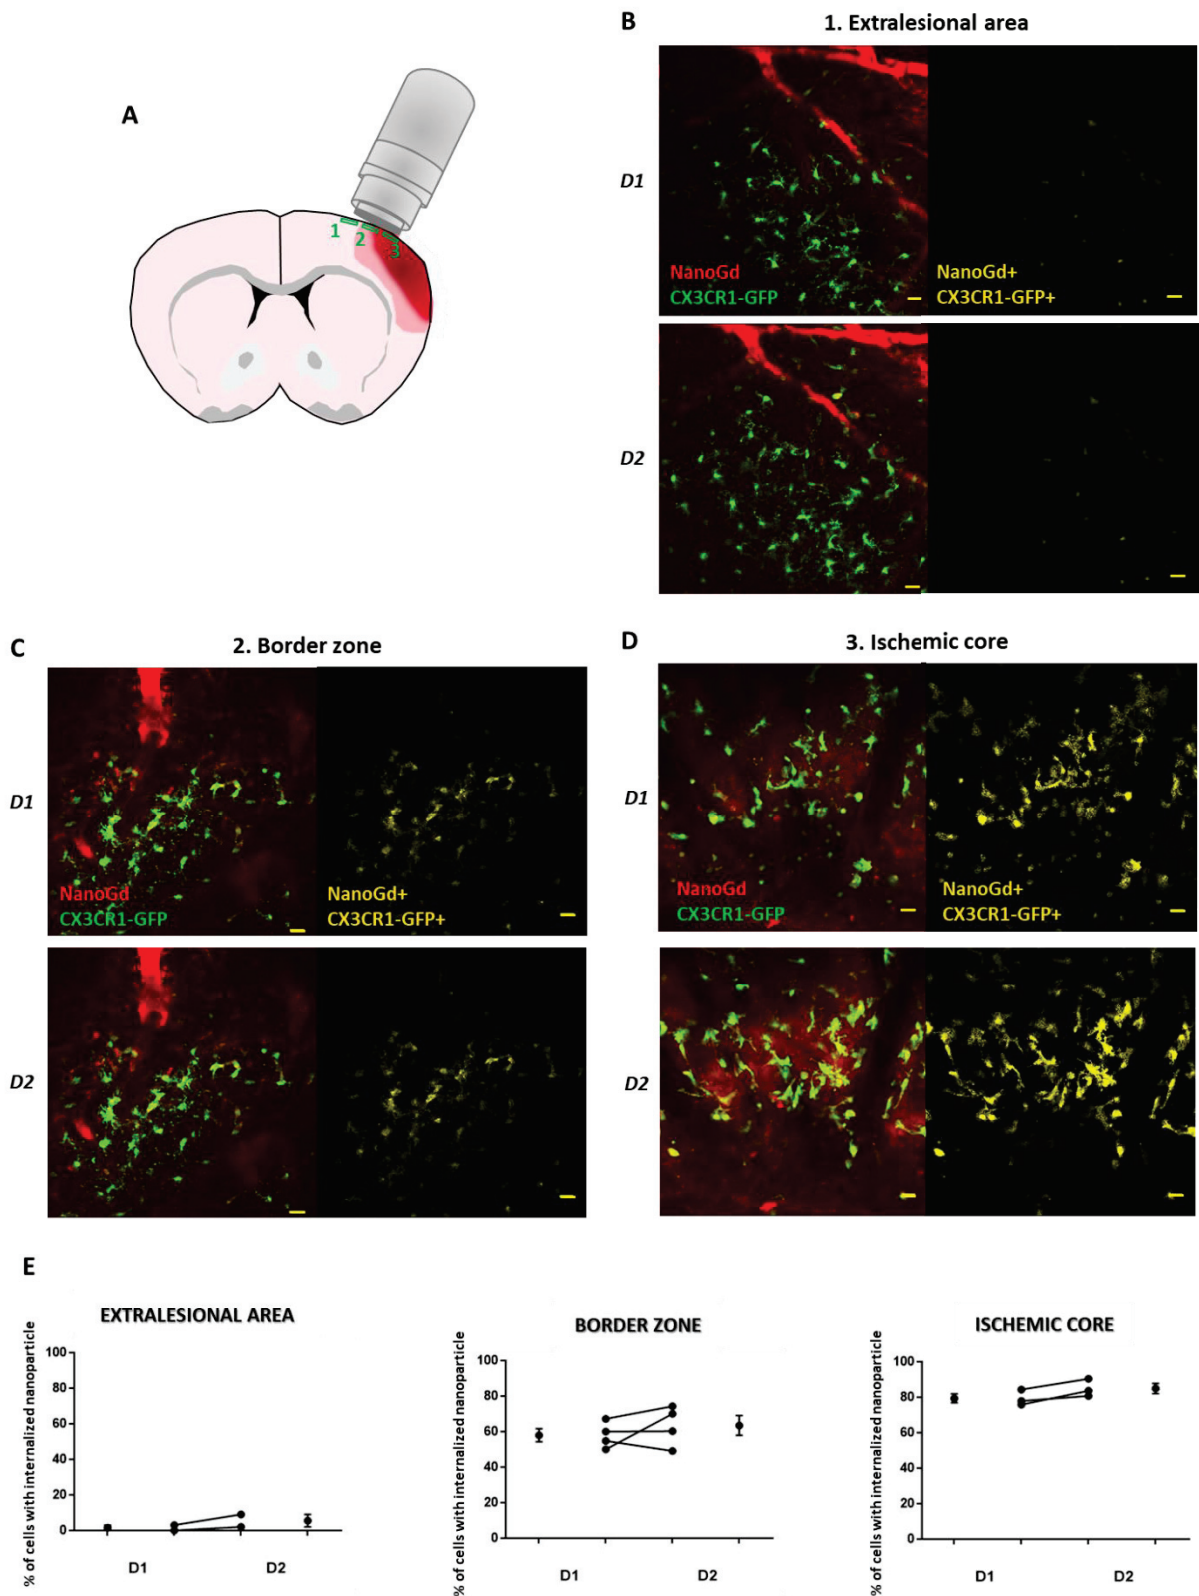 A
1
2
3
B
1. Extralesional area
D1
NanoGd
CX3CR1-GFP
NanoGd+
CX3CR1-GFP+
D2
C
2. Border zone
D1
NanoGd
CX3CR1-GFP
NanoGd+
CX3CR1-GFP+
D2
D
3. Ischemic core
D1
NanoGd
CX3CR1-GFP
NanoGd+
CX3CR1-GFP+
D2
E
EXTRALESIONAL AREA
% of cells with internalized nanoparticle
100
80
60
40
20
0
D1 D2
BORDER ZONE
% of cells with internalized nanoparticle
100
80
60
40
20
0
D1 D2
ISCHEMIC CORE
% of cells with internalized nanoparticle
100
80
60
40
20
0
D1 D2